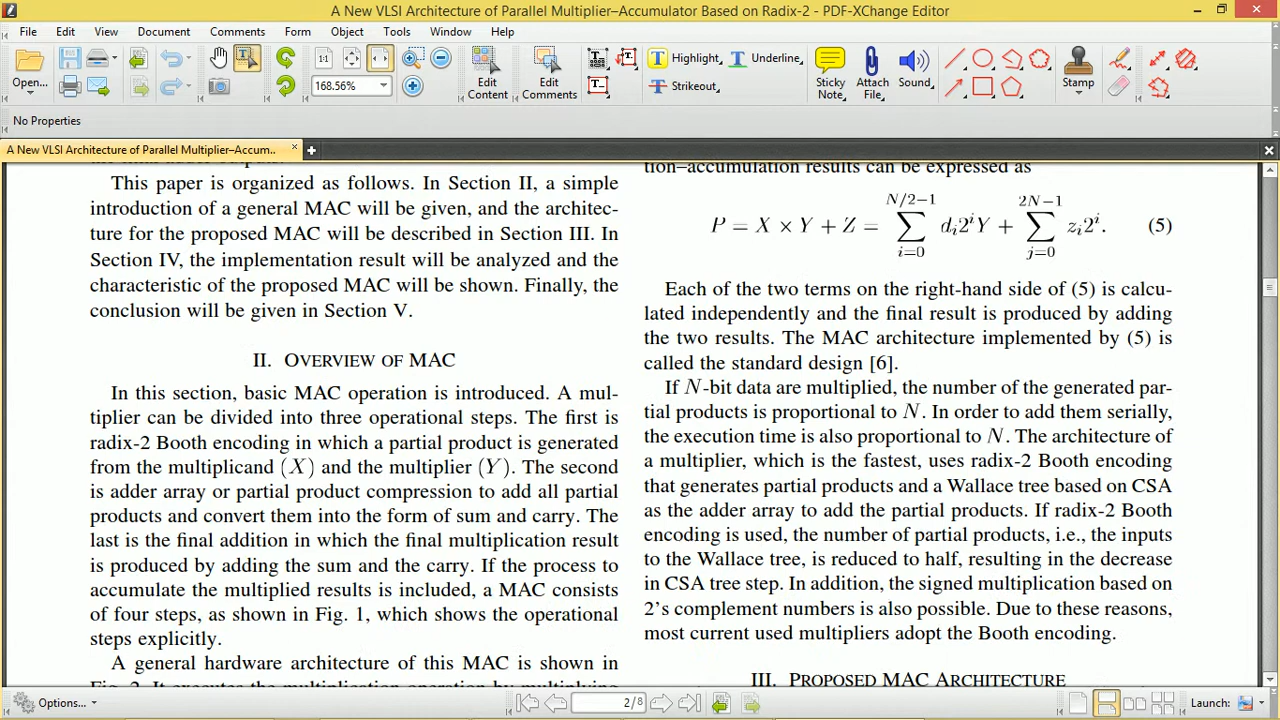 A New VLSI Architecture of Parallel Multiplier–Accumulator Based on Radix-2 - PDF-XChange Editor
File Edit View Document Comments Form Object Tools Window Help
Open... 168.56% Edit Content Edit Comments Highlight Underline Strikeout Sticky Note Attach File Sound Stamp
No Properties
A New VLSI Architecture of Parallel Multiplier–Accum..
This paper is organized as follows. In Section II, a simple
introduction of a general MAC will be given, and the architec-
ture for the proposed MAC will be described in Section III. In
Section IV, the implementation result will be analyzed and the
characteristic of the proposed MAC will be shown. Finally, the
conclusion will be given in Section V.
II. OVERVIEW OF MAC
In this section, basic MAC operation is introduced. A mul-
tiplier can be divided into three operational steps. The first is
radix-2 Booth encoding in which a partial product is generated
from the multiplicand (X) and the multiplier (Y). The second
is adder array or partial product compression to add all partial
products and convert them into the form of sum and carry. The
last is the final addition in which the final multiplication result
is produced by adding the sum and the carry. If the process to
accumulate the multiplied results is included, a MAC consists
of four steps, as shown in Fig. 1, which shows the operational
steps explicitly.
A general hardware architecture of this MAC is shown in
Fig. 2. It executes the multiplication operation by multiplying
tion–accumulation results can be expressed as
P = X × Y + Z = ∑_{i=0}^{N/2−1} d_i 2^i Y + ∑_{j=0}^{2N−1} z_i 2^i. (5)
Each of the two terms on the right-hand side of (5) is calcu-
lated independently and the final result is produced by adding
the two results. The MAC architecture implemented by (5) is
called the standard design [6].
If N-bit data are multiplied, the number of the generated par-
tial products is proportional to N. In order to add them serially,
the execution time is also proportional to N. The architecture of
a multiplier, which is the fastest, uses radix-2 Booth encoding
that generates partial products and a Wallace tree based on CSA
as the adder array to add the partial products. If radix-2 Booth
encoding is used, the number of partial products, i.e., the inputs
to the Wallace tree, is reduced to half, resulting in the decrease
in CSA tree step. In addition, the signed multiplication based on
2’s complement numbers is also possible. Due to these reasons,
most current used multipliers adopt the Booth encoding.
III. PROPOSED MAC ARCHITECTURE
Options... 2/8 Launch: